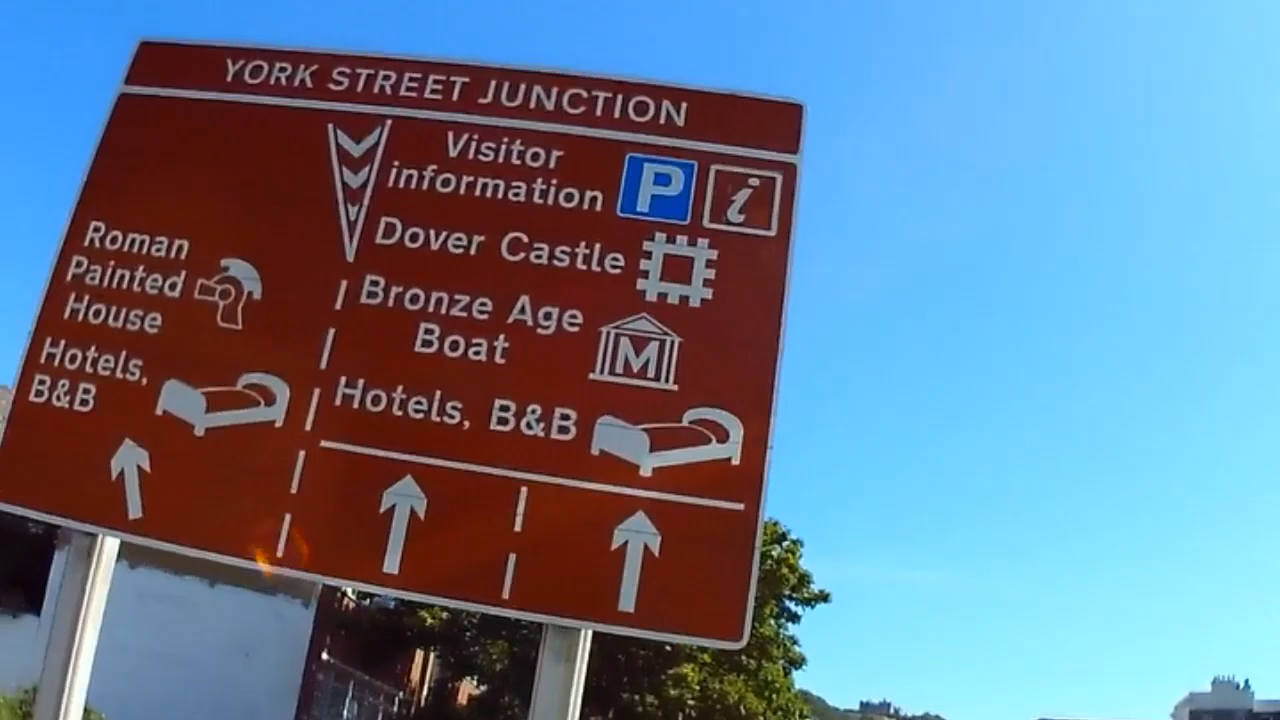 YORK STREET JUNCTION
Roman
Painted
House
Hotels,
B&B
Visitor
information
P
i
Dover Castle
Bronze Age
Boat
M
Hotels, B&B